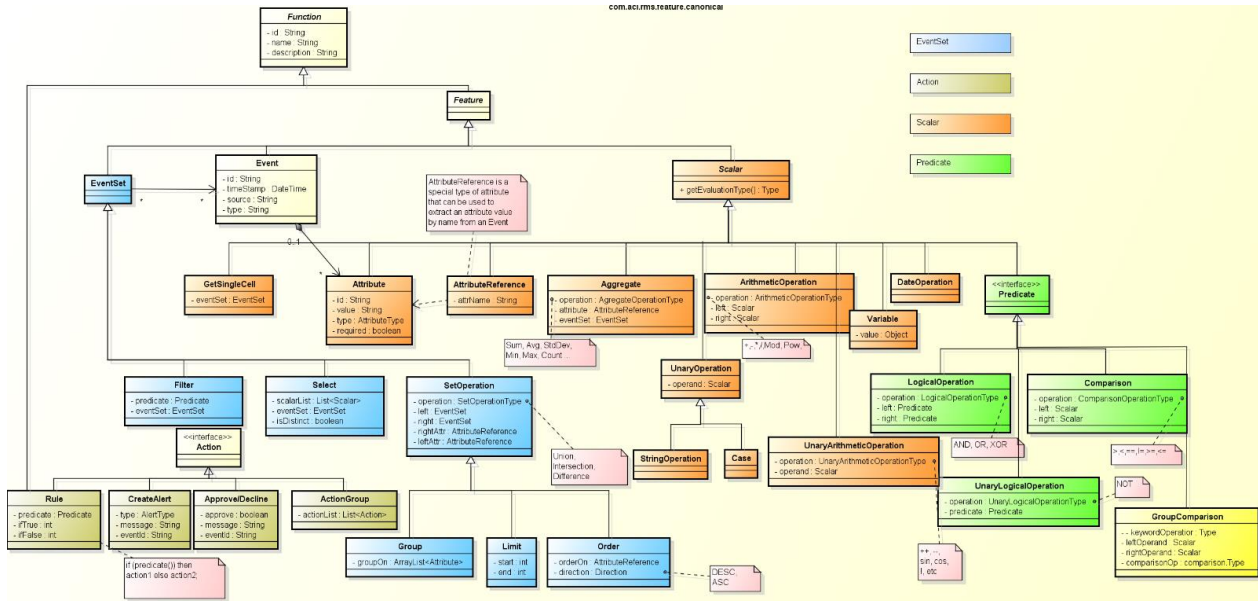 com.aci.rms.feature.canonical
Function
- id : String
- name : String
- description : String
EventSet
Action
Scalar
Predicate
Feature
EventSet
Event
- id : String
- timeStamp : DateTime
- source : String
- type : String
*
*
0..1
*
AttributeReference is a
special type of attribute
that can be used to
extract an attribute value
by name from an Event
Scalar
+ getEvaluationType() : Type
GetSingleCell
- eventSet : EventSet
Attribute
- id : String
- value : String
- type : AttributeType
- required : boolean
AttributeReference
- attrName : String
Aggregate
- operation : AgregateOperationType
- attribute : AttributeReference
- eventSet : EventSet
ArithmeticOperation
- operation : ArithmeticOperationType
- left : Scalar
- right : Scalar
DateOperation
Variable
- value : Object
<<interface>>
Predicate
Sum, Avg, StdDev,
Min, Max, Count ...
+,-,*,/,Mod, Pow,
Filter
- predicate : Predicate
- eventSet : EventSet
Select
- scalarList : List<Scalar>
- eventSet : EventSet
- isDistinct : boolean
SetOperation
- operation : SetOperationType
- left : EventSet
- right : EventSet
- rightAttr : AttributeReference
- leftAttr : AttributeReference
UnaryOperation
- operand : Scalar
LogicalOperation
- operation : LogicalOperationType
- left : Predicate
- right : Predicate
Comparison
- operation : ComparisonOperationType
- left : Scalar
- right : Scalar
<<interface>>
Action
Union,
Intersection,
Difference
StringOperation
Case
UnaryArithmeticOperation
- operation : UnaryArithmeticOperationType
- operand : Scalar
AND, OR, XOR
>,<,==,!=,>=,<=
Rule
- predicate : Predicate
- ifTrue : int
- ifFalse : int
CreateAlert
- type : AlertType
- message : String
- eventId : String
Approve/Decline
- approve : boolean
- message : String
- eventId : String
ActionGroup
- actionList : List<Action>
UnaryLogicalOperation
- operation : UnaryLogicalOperationType
- predicate : Predicate
NOT
GroupComparison
- - keywordOperatior : Type
- leftOperand : Scalar
- rightOperand : Scalar
- comparisonOp : comparison.Type
if (predicate()) then
action1 else action2;
Group
- groupOn : ArrayList<Attribute>
Limit
- start : int
- end : int
Order
- orderOn : AttributeReference
- direction : Direction
DESC,
ASC
++, --,
sin, cos,
!, etc